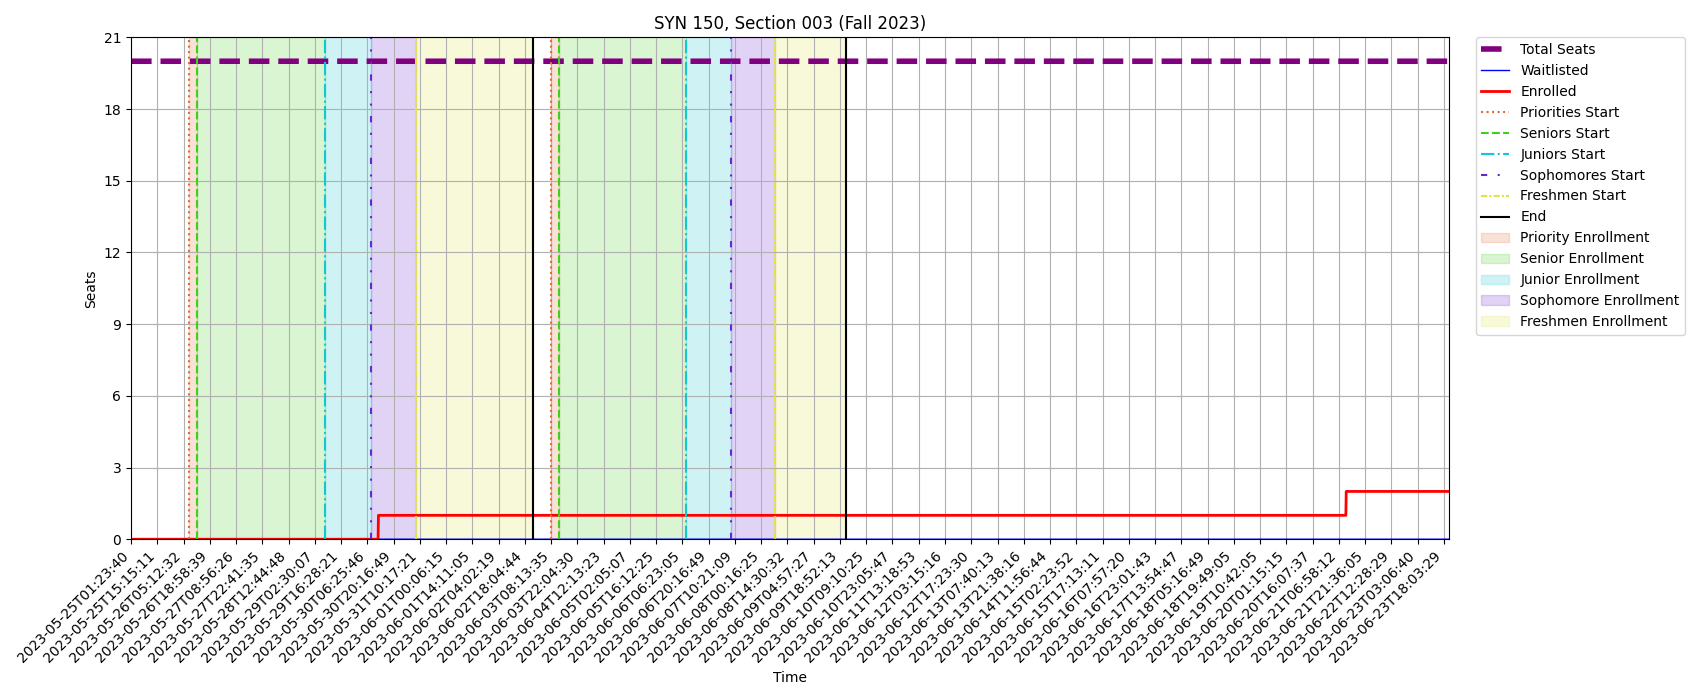 SYN 150, Section 003 (Fall 2023)
21
18
15
12
9
6
3
0
Seats
2023-05-25T01:23:40
2023-05-25T15:15:11
2023-05-26T05:12:32
2023-05-26T18:58:39
2023-05-27T08:56:26
2023-05-27T22:41:35
2023-05-28T12:44:48
2023-05-29T02:30:07
2023-05-29T16:28:21
2023-05-30T06:25:46
2023-05-30T20:16:49
2023-05-31T10:17:21
2023-06-01T00:06:15
2023-06-01T14:11:05
2023-06-02T04:02:19
2023-06-02T18:04:44
2023-06-03T08:13:35
2023-06-03T22:04:30
2023-06-04T12:13:23
2023-06-05T02:05:07
2023-06-05T16:12:25
2023-06-06T06:23:05
2023-06-06T20:16:49
2023-06-07T10:21:09
2023-06-08T00:16:25
2023-06-08T14:30:32
2023-06-09T04:57:27
2023-06-09T18:52:13
2023-06-10T09:10:25
2023-06-10T23:05:47
2023-06-11T13:18:53
2023-06-12T03:15:16
2023-06-12T17:23:30
2023-06-13T07:40:13
2023-06-13T21:38:16
2023-06-14T11:56:44
2023-06-15T02:23:52
2023-06-15T17:13:11
2023-06-16T07:57:20
2023-06-16T23:01:43
2023-06-17T13:54:47
2023-06-18T05:16:49
2023-06-18T19:49:05
2023-06-19T10:42:05
2023-06-20T01:15:15
2023-06-20T16:07:37
2023-06-21T06:58:12
2023-06-21T21:36:05
2023-06-22T12:28:29
2023-06-23T03:06:40
2023-06-23T18:03:29
Time
Total Seats
Waitlisted
Enrolled
Priorities Start
Seniors Start
Juniors Start
Sophomores Start
Freshmen Start
End
Priority Enrollment
Senior Enrollment
Junior Enrollment
Sophomore Enrollment
Freshmen Enrollment